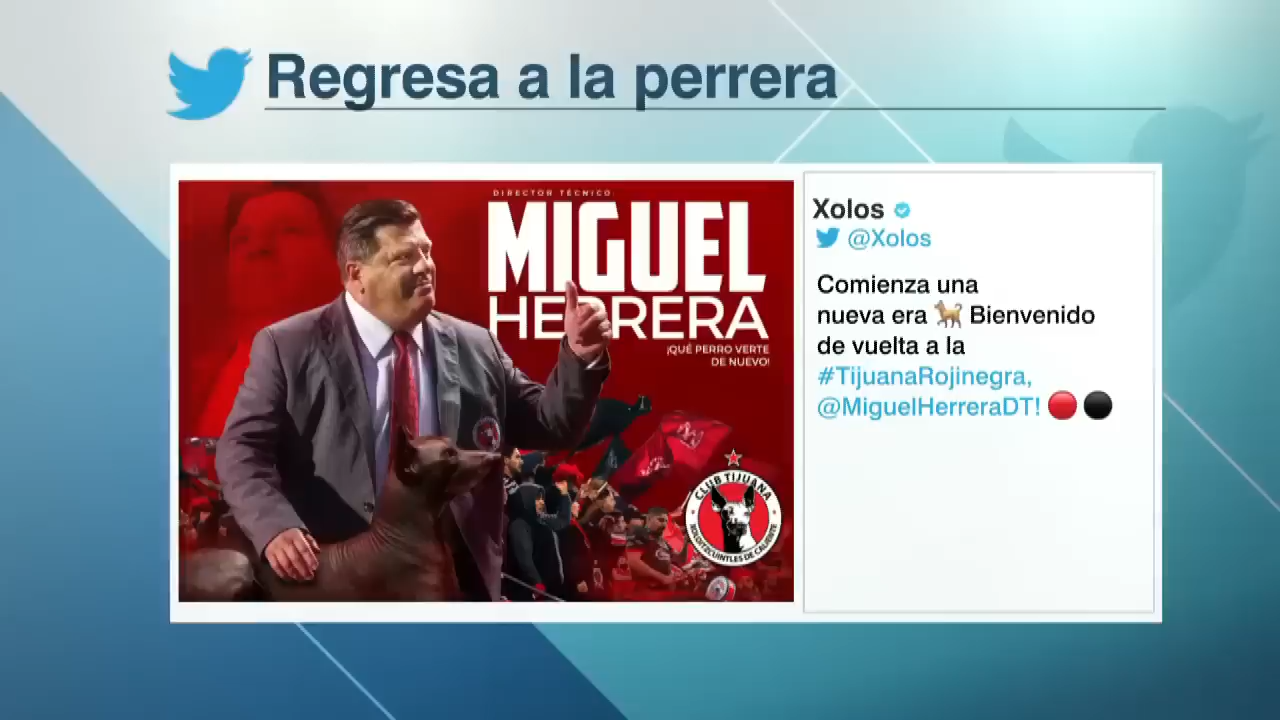 Regresa a la perrera
DIRECTOR TÉCNICO
MIGUEL
HERRERA
¡QUÉ PERRO VERTE
DE NUEVO!
CLUB TIJUANA
XOLOITZCUINTLES DE CALIENTE
Xolos
@Xolos
Comienza una
nueva era 🐕 Bienvenido
de vuelta a la
#TijuanaRojinegra,
@MiguelHerreraDT! 🔴 ⚫